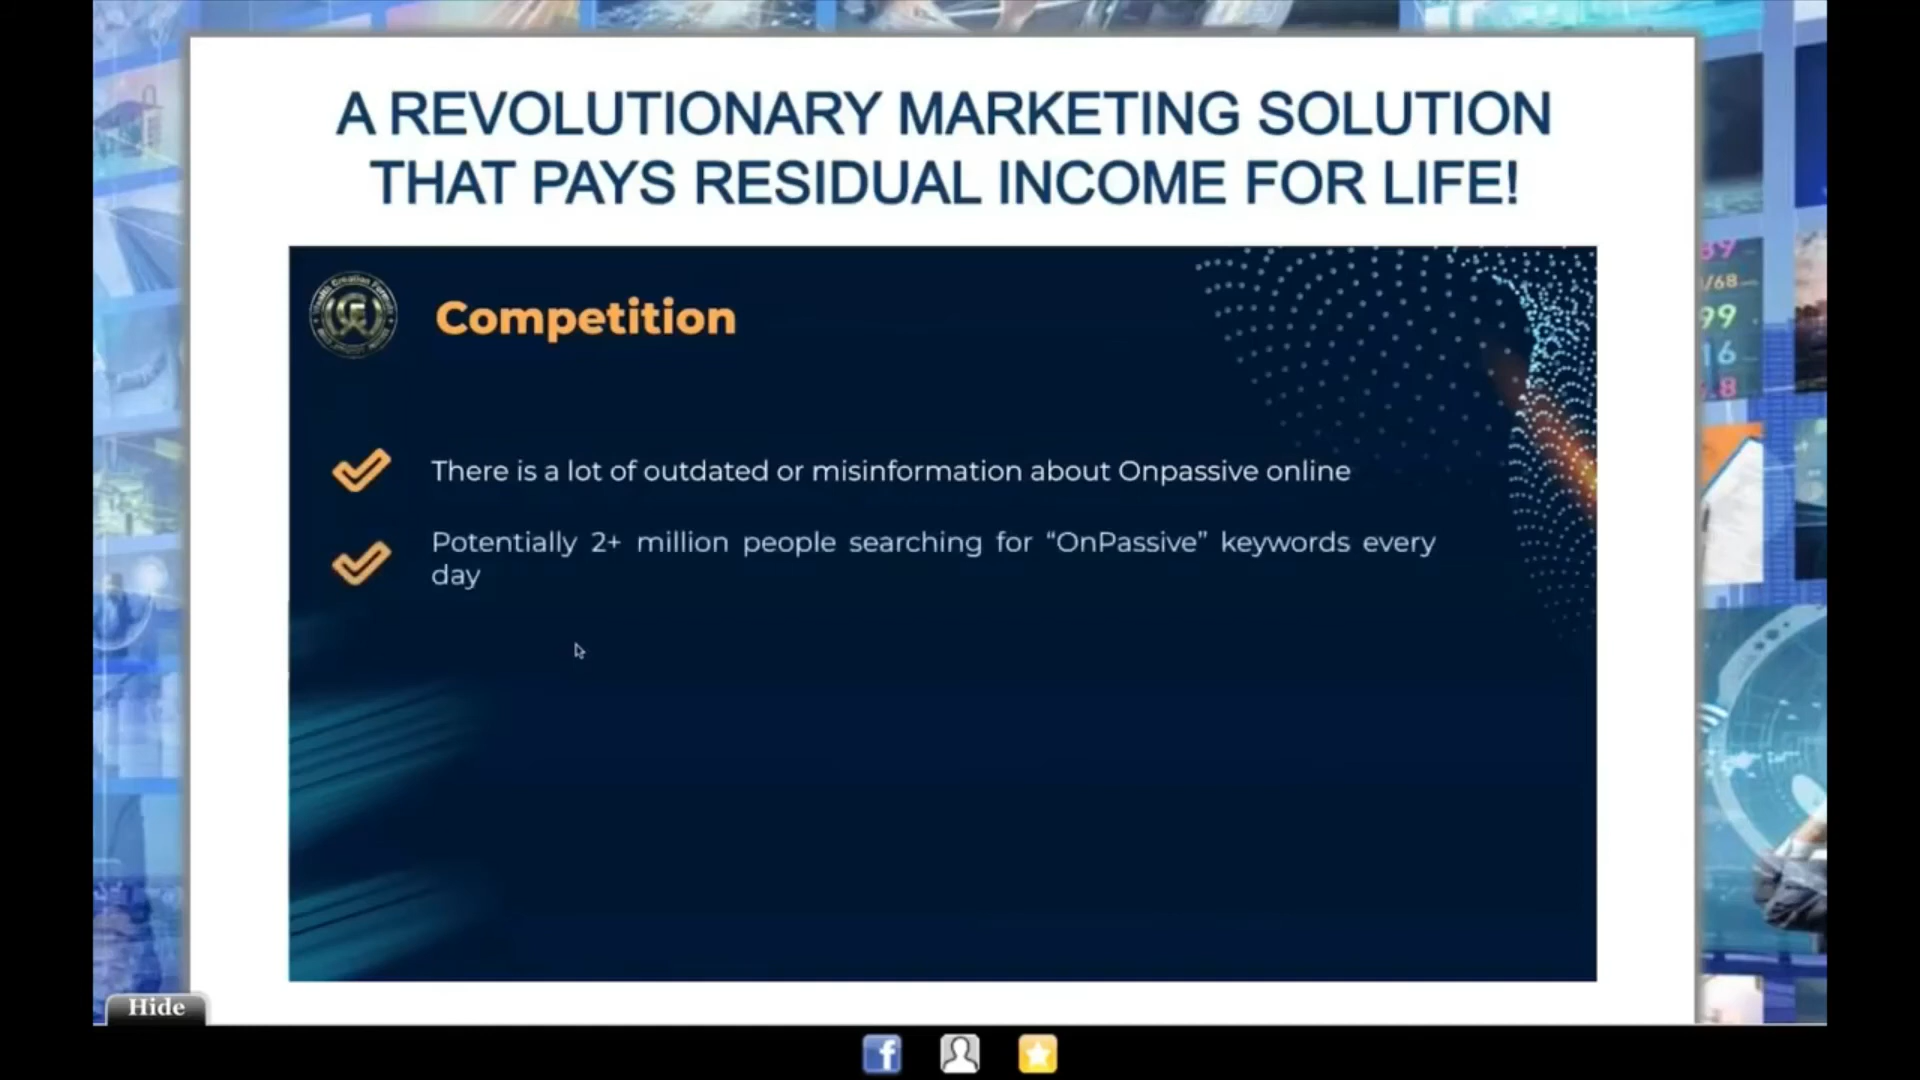 A REVOLUTIONARY MARKETING SOLUTION
THAT PAYS RESIDUAL INCOME FOR LIFE!
Competition
There is a lot of outdated or misinformation about Onpassive online
Potentially 2+ million people searching for “OnPassive” keywords every
day
Hide